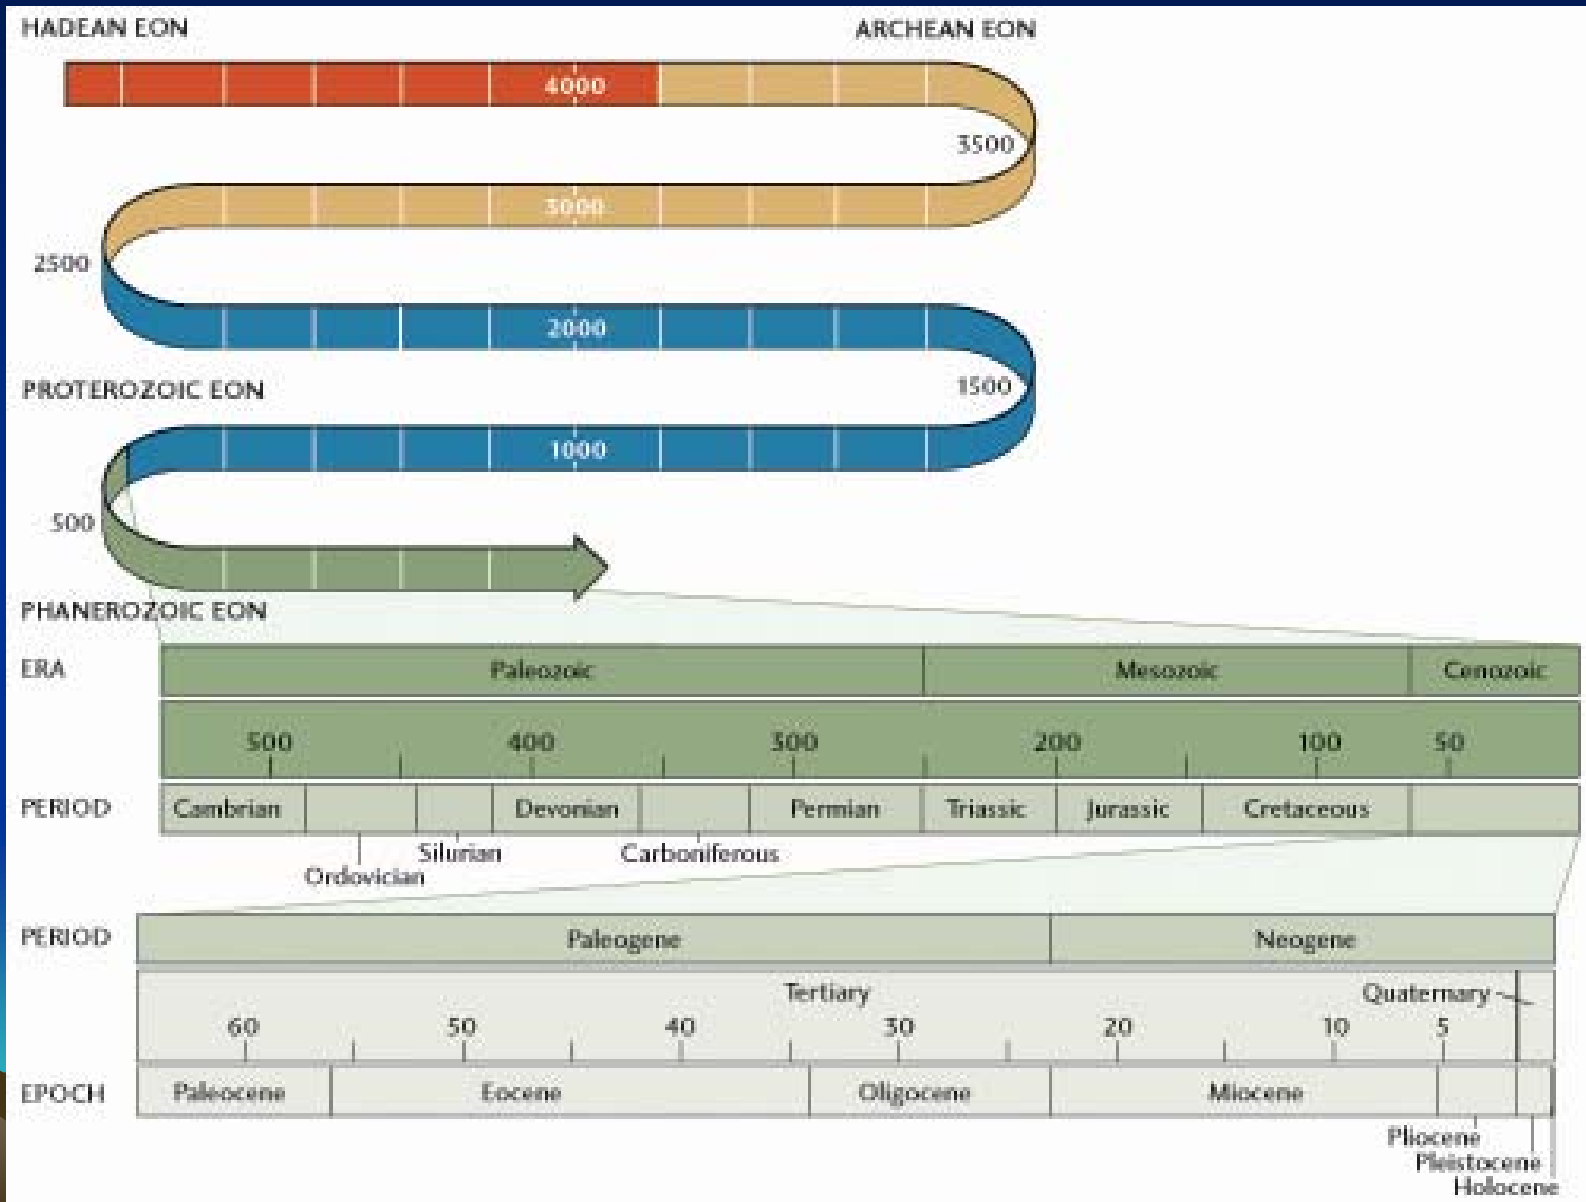 HADEAN EON ARCHEAN EON
4000
3500
3000
2500
2000
PROTEROZOIC EON 1500
1000
500
PHANEROZOIC EON
ERA Paleozoic Mesozoic Cenozoic
500 400 300 200 100 50
PERIOD Cambrian Devonian Permian Triassic Jurassic Cretaceous
Silurian Carboniferous
Ordovician
PERIOD Paleogene Neogene
Tertiary Quaternary
60 50 40 30 20 10 5
EPOCH Paleocene Eocene Oligocene Miocene
Pliocene
Pleistocene
Holocene